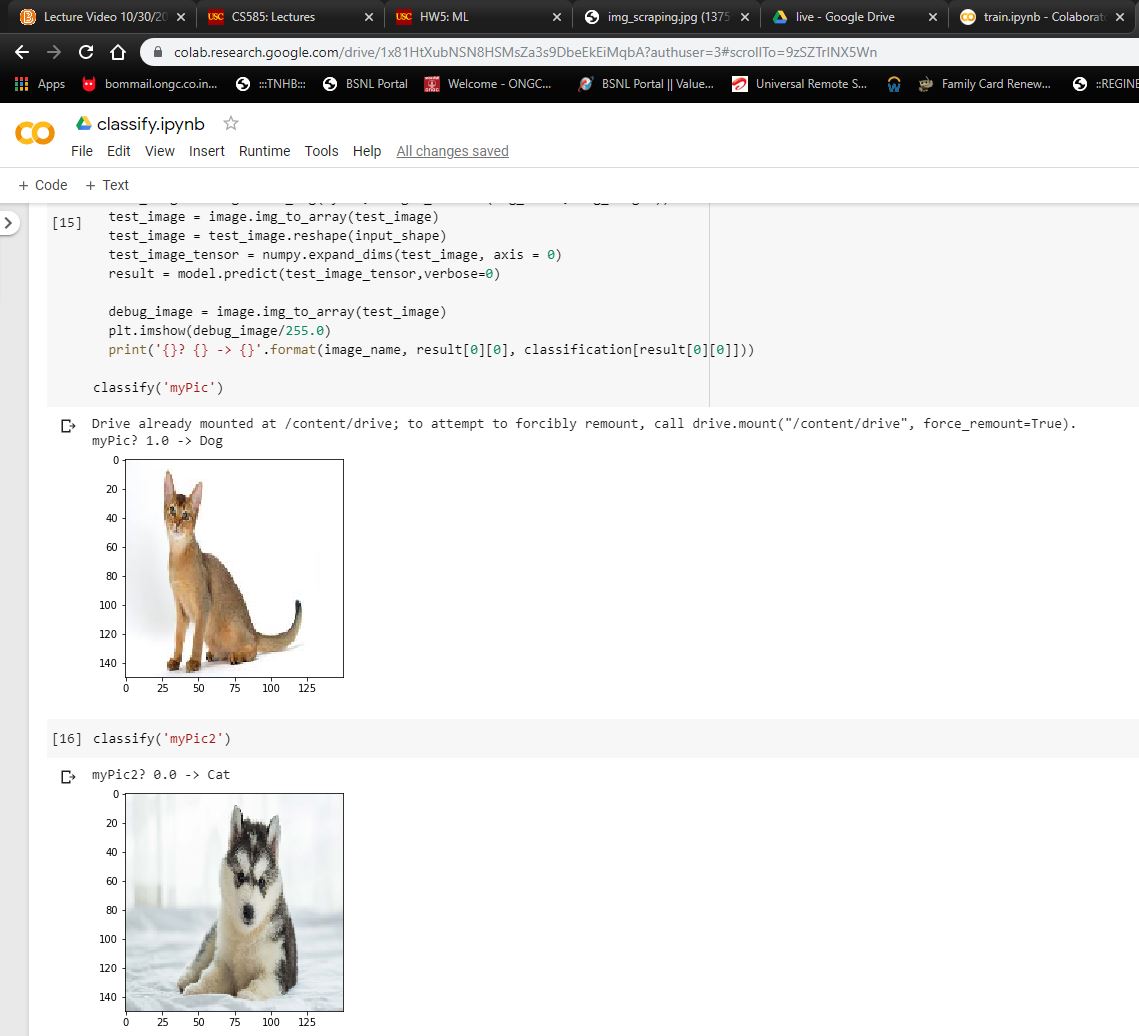 Lecture Video 10/30/20
CS585: Lectures
HW5: ML
img_scraping.jpg (1375
live - Google Drive
train.ipynb - Colaborat
colab.research.google.com/drive/1x81HtXubNSN8HSMsZa3s9DbeEkEiMqbA?authuser=3#scrollTo=9zSZTrINX5Wn
Apps bommail.ongc.co.in... :::TNHB::: BSNL Portal Welcome - ONGC... BSNL Portal || Value... Universal Remote S... Family Card Renew... ::REGINE
classify.ipynb
File Edit View Insert Runtime Tools Help All changes saved
+ Code + Text
[15] test_image = image.img_to_array(test_image)
test_image = test_image.reshape(input_shape)
test_image_tensor = numpy.expand_dims(test_image, axis = 0)
result = model.predict(test_image_tensor,verbose=0)
debug_image = image.img_to_array(test_image)
plt.imshow(debug_image/255.0)
print('{}? {} -> {}'.format(image_name, result[0][0], classification[result[0][0]]))
classify('myPic')
Drive already mounted at /content/drive; to attempt to forcibly remount, call drive.mount("/content/drive", force_remount=True).
myPic? 1.0 -> Dog
0
20
40
60
80
100
120
140
0 25 50 75 100 125
[16] classify('myPic2')
myPic2? 0.0 -> Cat
0
20
40
60
80
100
120
140
0 25 50 75 100 125